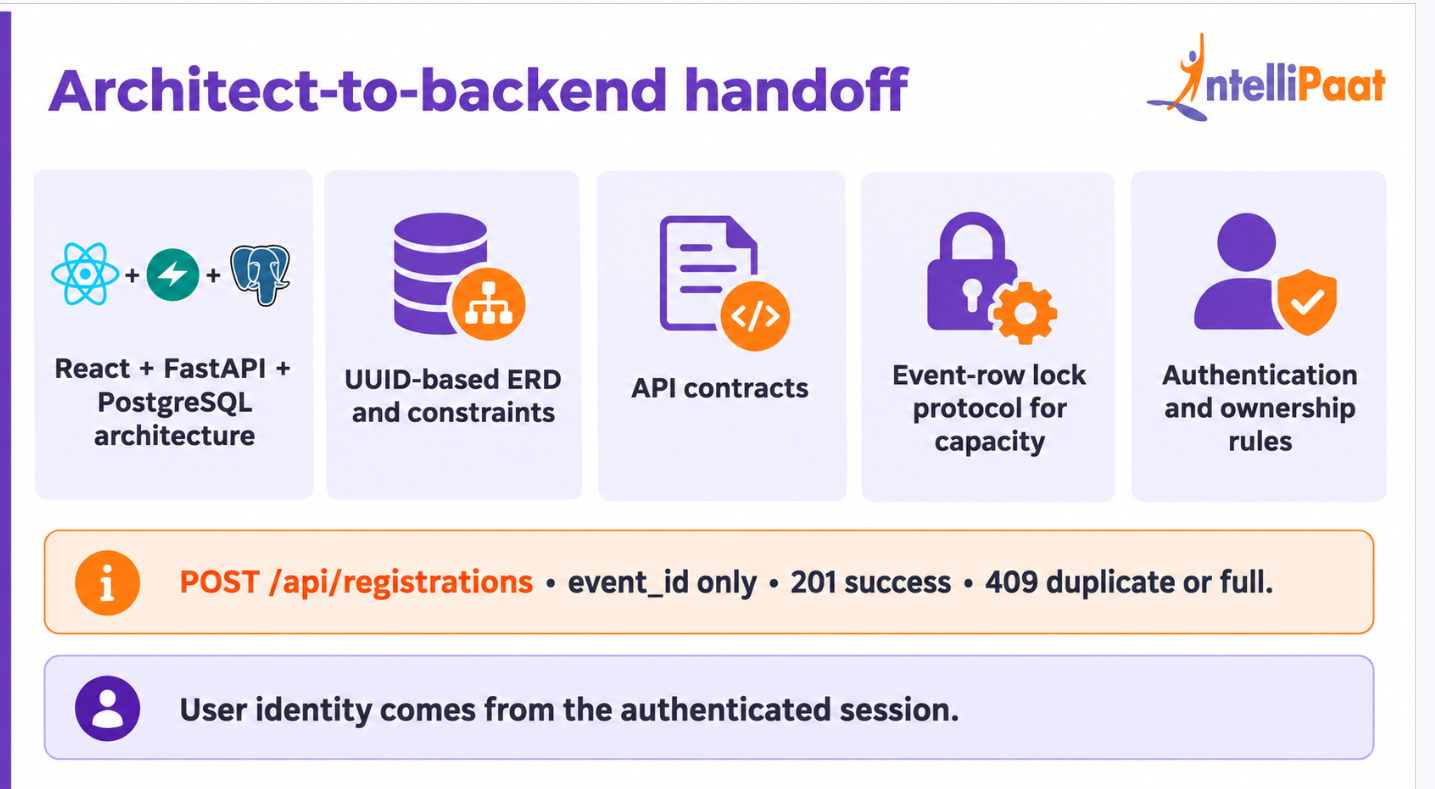 Architect-to-backend handoff
IntelliPaat
React + FastAPI +
PostgreSQL
architecture
UUID-based ERD
and constraints
API contracts
Event-row lock
protocol for
capacity
Authentication
and ownership
rules
POST /api/registrations • event_id only • 201 success • 409 duplicate or full.
User identity comes from the authenticated session.